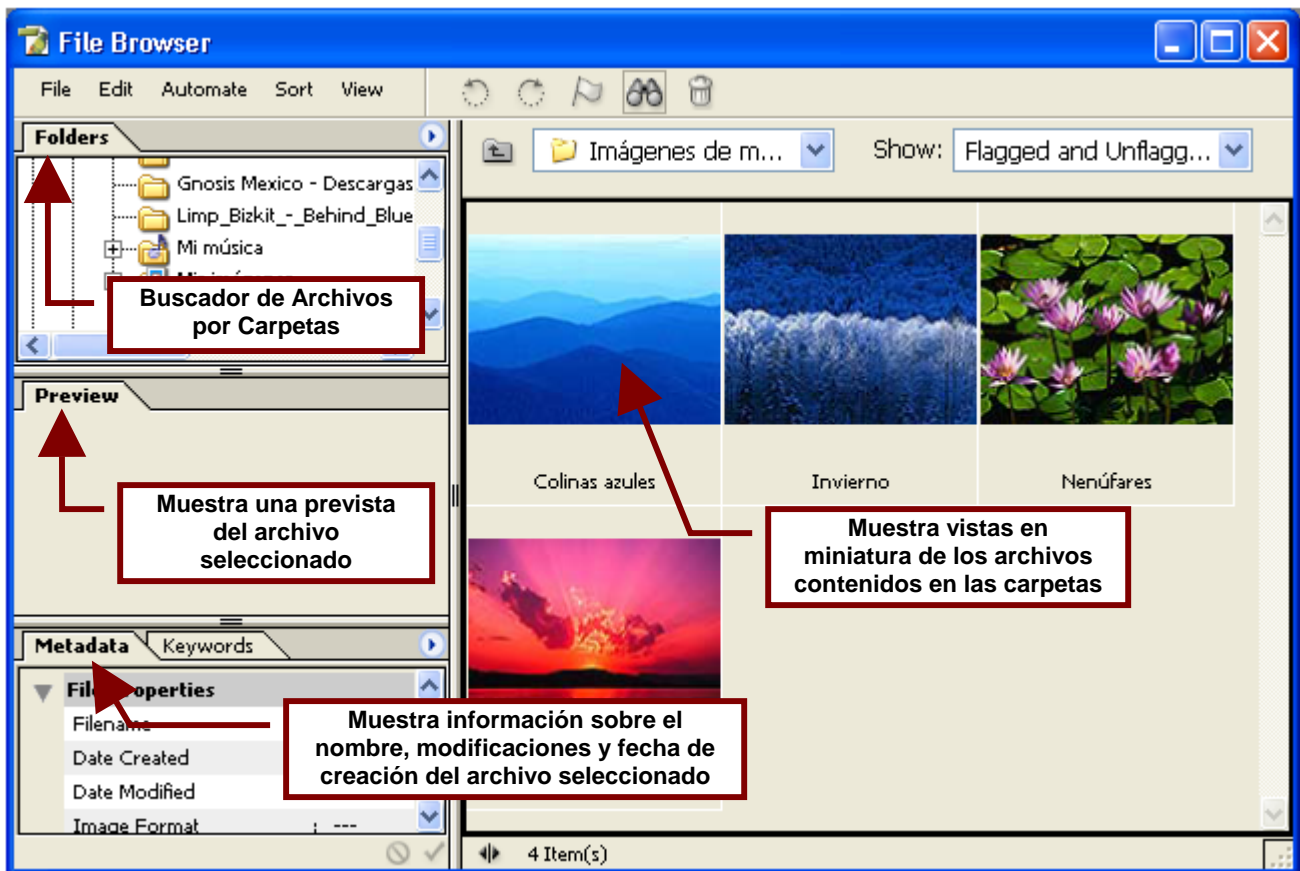 File Browser
File Edit Automate Sort View
Folders
Gnosis Mexico - Descargas
Limp_Bizkit_-_Behind_Blue
Mi música
Buscador de Archivos
por Carpetas
Preview
Muestra una prevista
del archivo
seleccionado
Metadata Keywords
File Properties
Filename
Date Created
Date Modified
Image Format : ---
Muestra información sobre el
nombre, modificaciones y fecha de
creación del archivo seleccionado
Imágenes de m... Show: Flagged and Unflagg...
Colinas azules Invierno Nenúfares
Muestra vistas en
miniatura de los archivos
contenidos en las carpetas
4 Item(s)